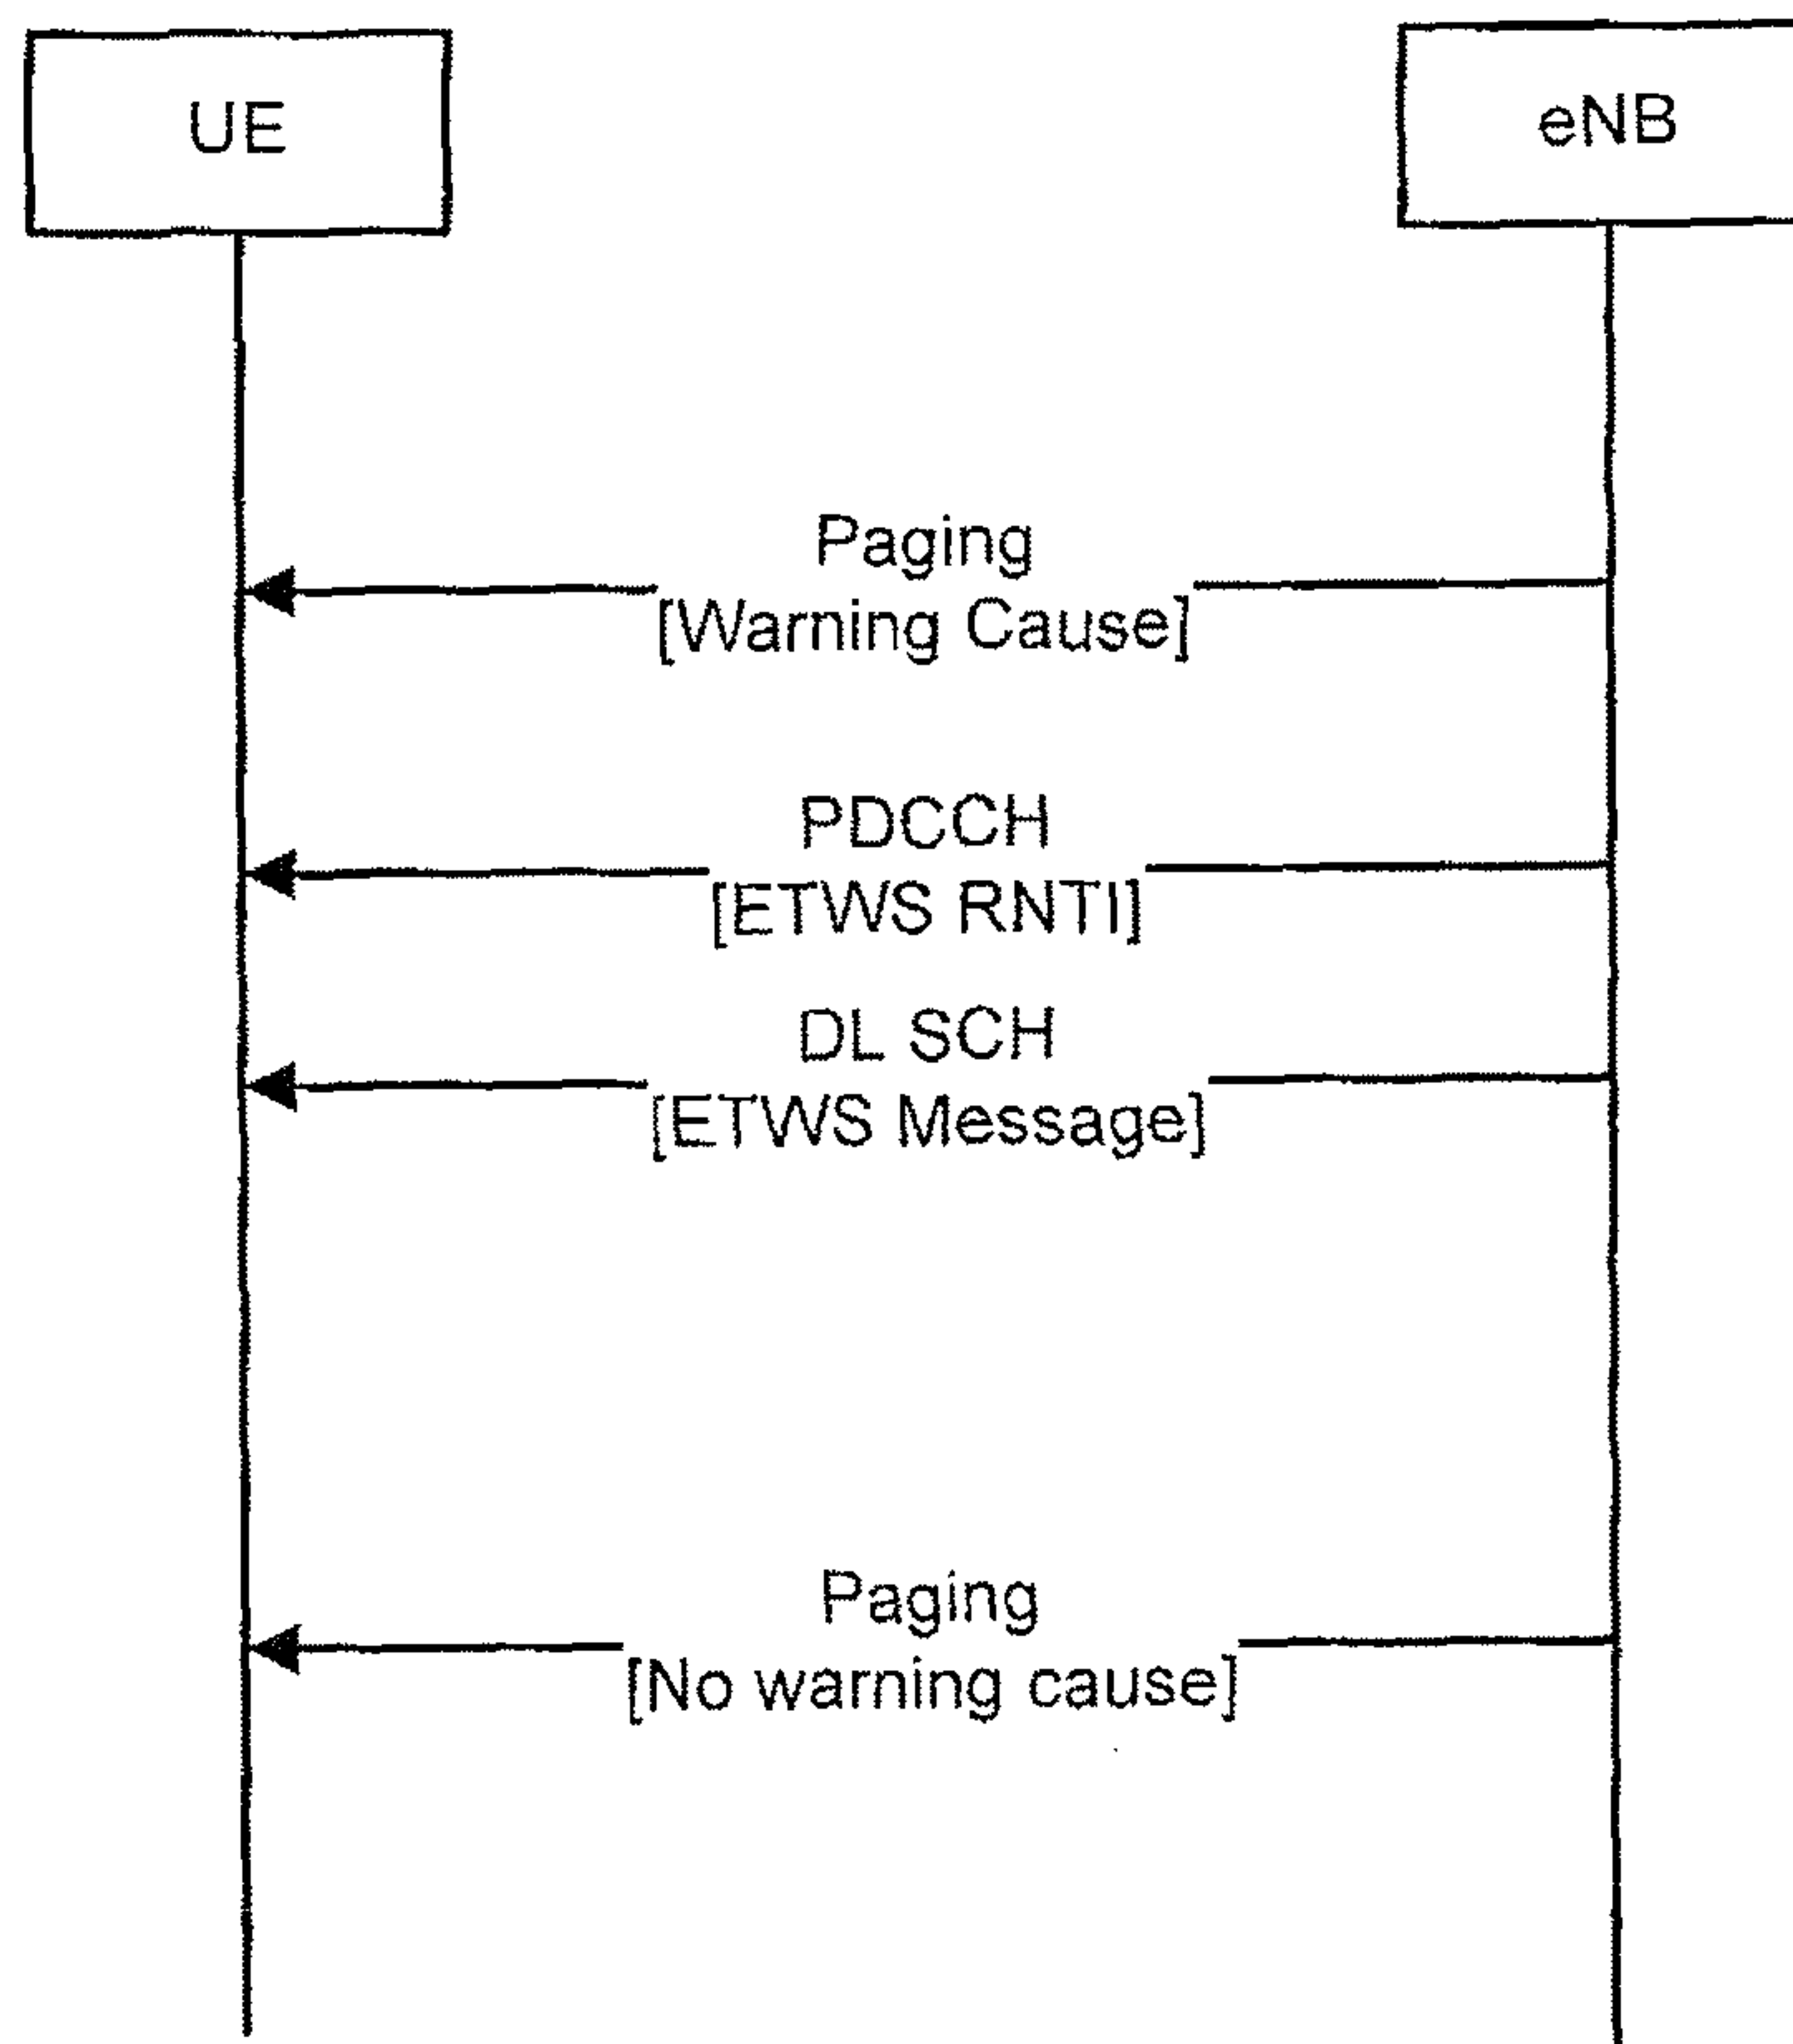 UE
eNB
Paging
[Warning Cause]
PDCCH
[ETWS RNTI]
DL SCH
[ETWS Message]
Paging
[No warning cause]